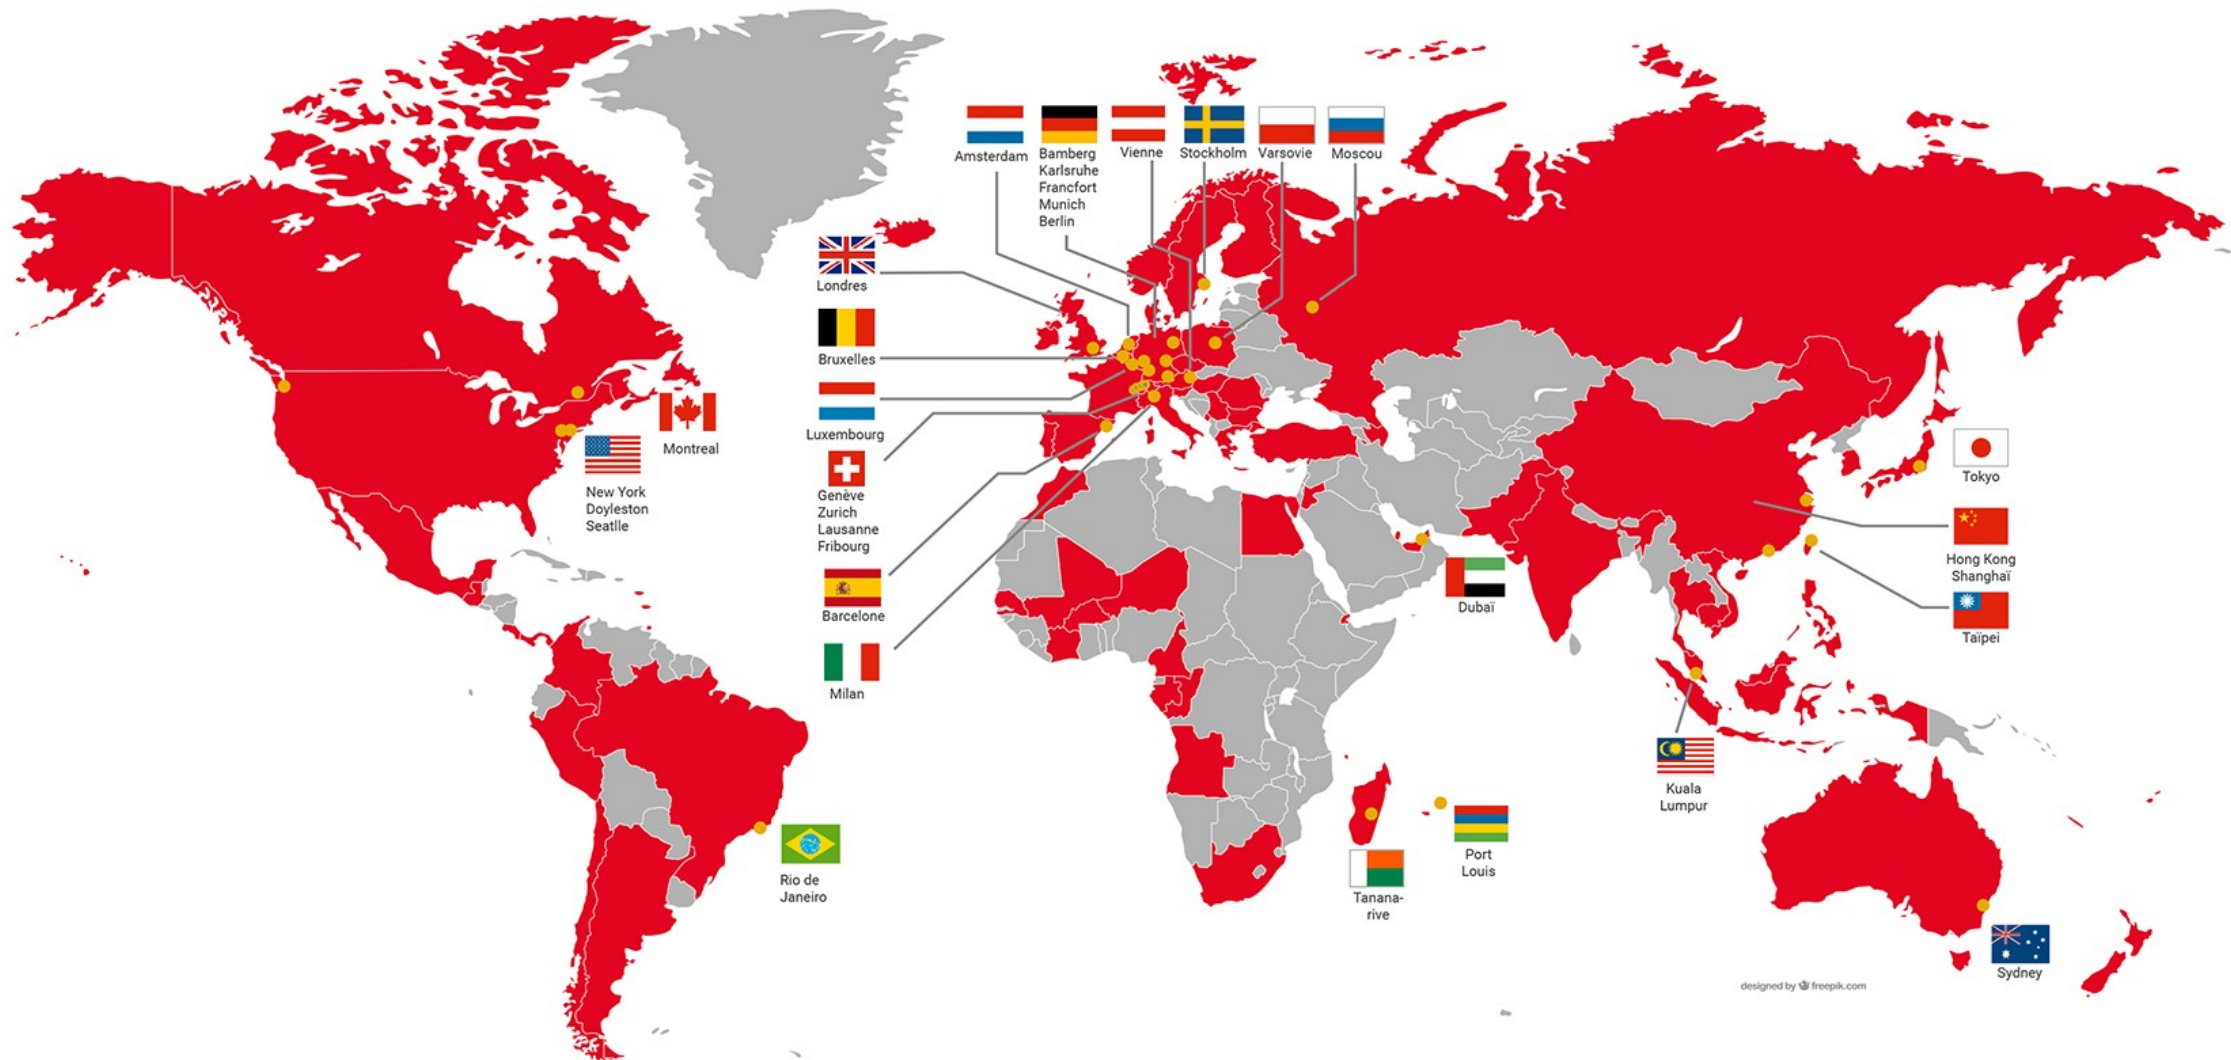 Amsterdam
Bamberg
Karlsruhe
Francfort
Munich
Berlin
Vienne
Stockholm
Varsovie
Moscou
Londres
Bruxelles
Luxembourg
Genève
Zurich
Lausanne
Fribourg
Barcelone
Milan
Montreal
New York
Doyleston
Seatlle
Rio de
Janeiro
Dubaï
Tanana-
rive
Port
Louis
Tokyo
Hong Kong
Shanghaï
Taïpei
Kuala
Lumpur
Sydney
designed by freepik.com